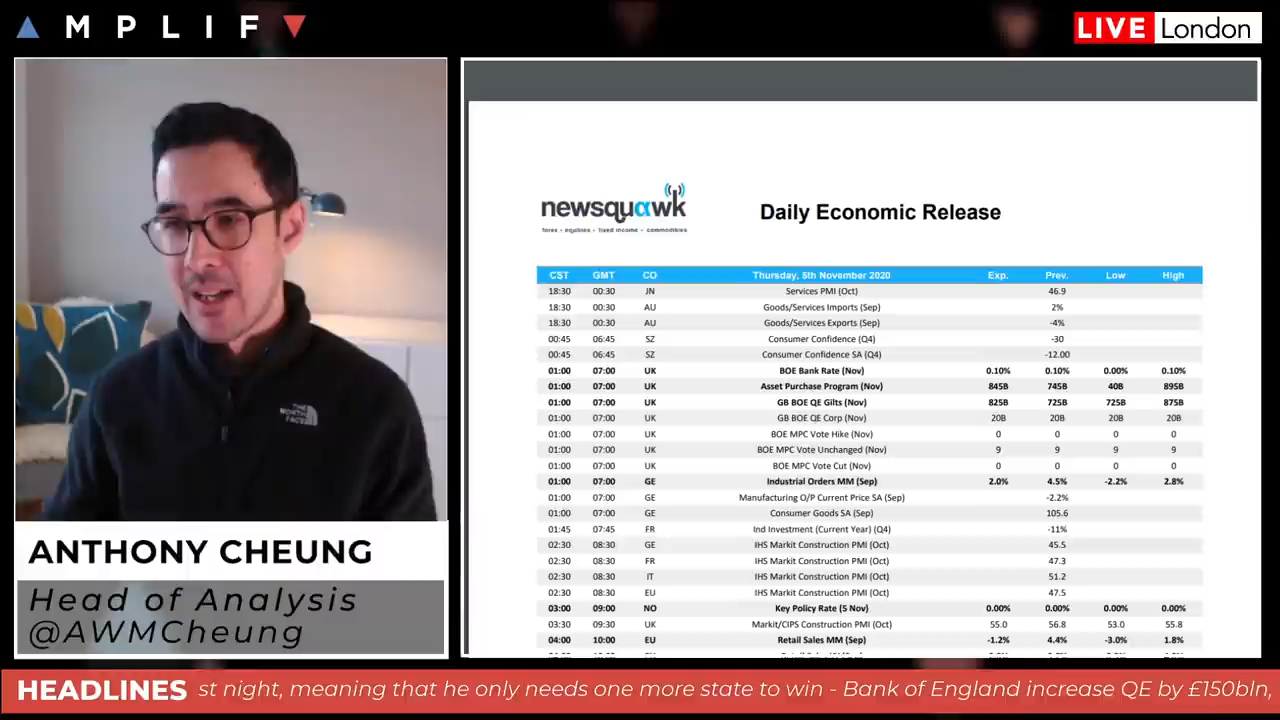 AMPLIFY
LIVE London
THE
NORTH
FACE
ANTHONY CHEUNG
Head of Analysis
@AWMCheung
newsquawk
forex - equities - fixed income - commodities
Daily Economic Release
CST GMT CO Thursday, 5th November 2020 Exp. Prev. Low High
18:30 00:30 JN Services PMI (Oct) 46.9
18:30 00:30 AU Goods/Services Imports (Sep) 2%
18:30 00:30 AU Goods/Services Exports (Sep) -4%
00:45 06:45 SZ Consumer Confidence (Q4) -30
00:45 06:45 SZ Consumer Confidence SA (Q4) -12.00
01:00 07:00 UK BOE Bank Rate (Nov) 0.10% 0.10% 0.00% 0.10%
01:00 07:00 UK Asset Purchase Program (Nov) 845B 745B 40B 895B
01:00 07:00 UK GB BOE QE Gilts (Nov) 825B 725B 725B 875B
01:00 07:00 UK GB BOE QE Corp (Nov) 20B 20B 20B 20B
01:00 07:00 UK BOE MPC Vote Hike (Nov) 0 0 0 0
01:00 07:00 UK BOE MPC Vote Unchanged (Nov) 9 9 9 9
01:00 07:00 UK BOE MPC Vote Cut (Nov) 0 0 0 0
01:00 07:00 GE Industrial Orders MM (Sep) 2.0% 4.5% -2.2% 2.8%
01:00 07:00 GE Manufacturing O/P Current Price SA (Sep) -2.2%
01:00 07:00 GE Consumer Goods SA (Sep) 105.6
01:45 07:45 FR Ind Investment (Current Year) (Q4) -11%
02:30 08:30 GE IHS Markit Construction PMI (Oct) 45.5
02:30 08:30 FR IHS Markit Construction PMI (Oct) 47.3
02:30 08:30 IT IHS Markit Construction PMI (Oct) 51.2
02:30 08:30 EU IHS Markit Construction PMI (Oct) 47.5
03:00 09:00 NO Key Policy Rate (5 Nov) 0.00% 0.00% 0.00% 0.00%
03:30 09:30 UK Markit/CIPS Construction PMI (Oct) 55.0 56.8 53.0 55.8
04:00 10:00 EU Retail Sales MM (Sep) -1.2% 4.4% -3.0% 1.8%
HEADLINES st night, meaning that he only needs one more state to win - Bank of England increase QE by £150bln,